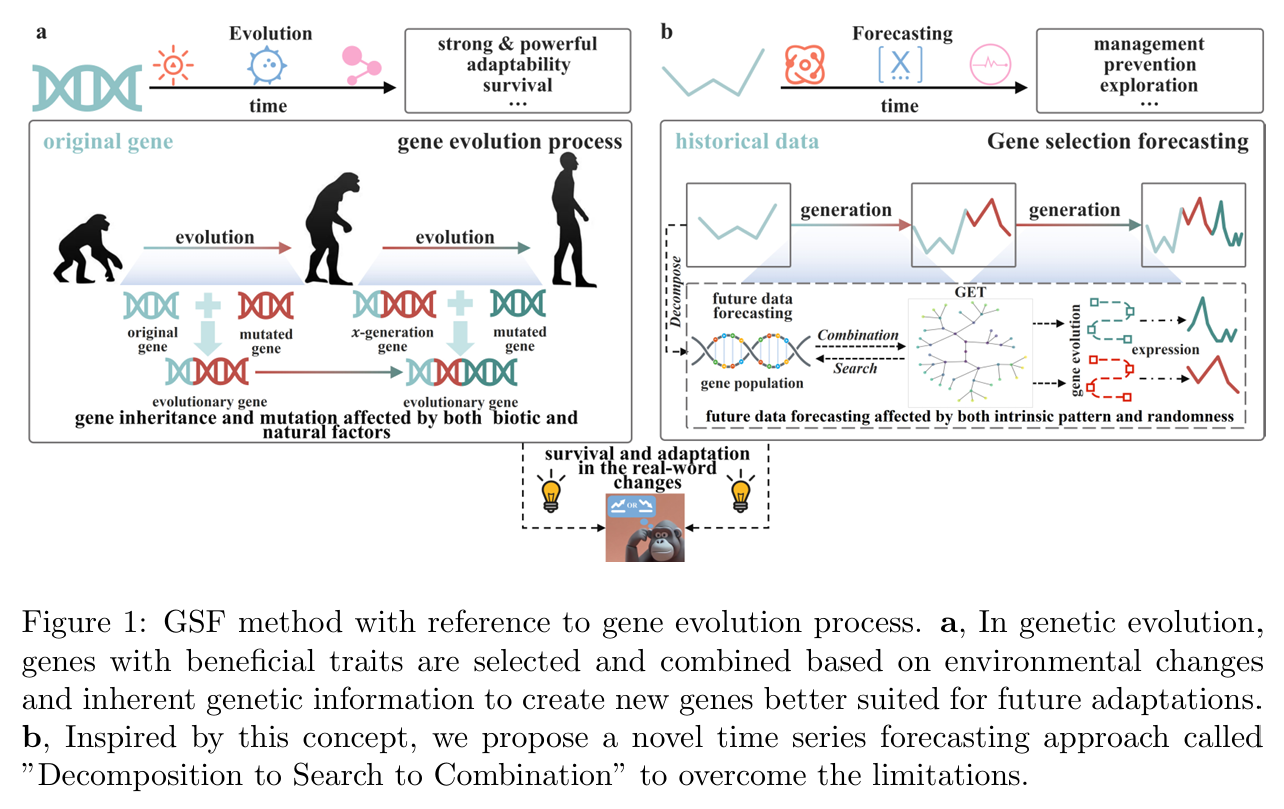 a
Evolution
time
strong & powerful
adaptability
survival
...
original gene
gene evolution process
evolution
evolution
original
gene
mutated
gene
x-generation
gene
mutated
gene
evolutionary gene
evolutionary gene
gene inheritance and mutation affected by both biotic and
natural factors
b
Forecasting
[X]
...
time
management
prevention
exploration
...
historical data
Gene selection forecasting
generation
generation
Decompose
future data
forecasting
gene population
Combination
Search
GET
gene evolution
expression
future data forecasting affected by both intrinsic pattern and randomness
survival and adaptation
in the real-word
changes
OR
Figure 1: GSF method with reference to gene evolution process. a, In genetic evolution,
genes with beneficial traits are selected and combined based on environmental changes
and inherent genetic information to create new genes better suited for future adaptations.
b, Inspired by this concept, we propose a novel time series forecasting approach called
”Decomposition to Search to Combination” to overcome the limitations.